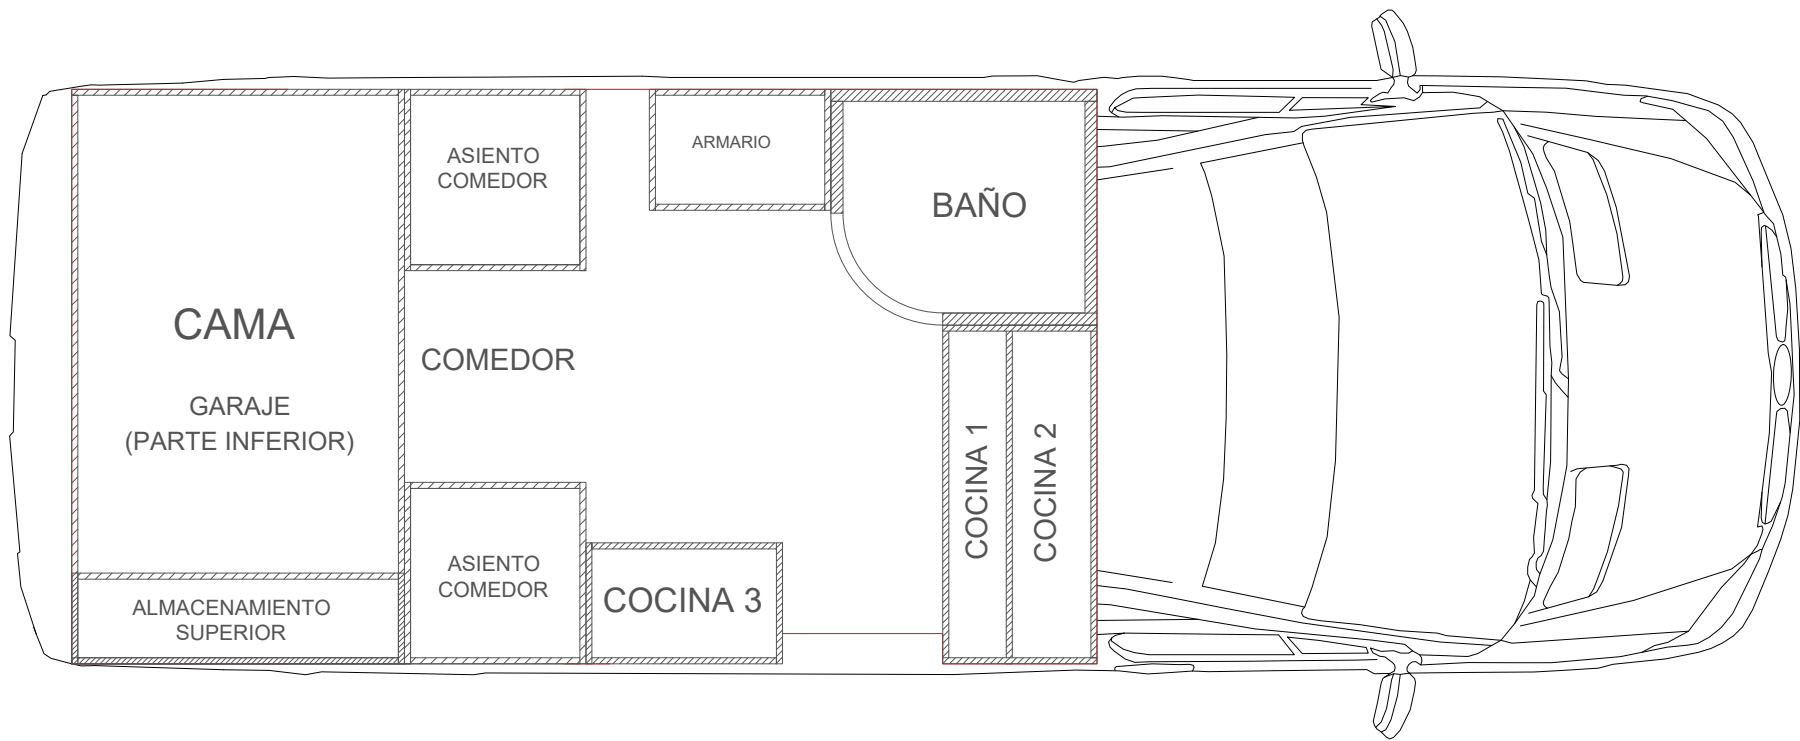 ASIENTO
COMEDOR
ARMARIO
BAÑO
CAMA
GARAJE
(PARTE INFERIOR)
COMEDOR
COCINA 1
COCINA 2
ASIENTO
COMEDOR
COCINA 3
ALMACENAMIENTO
SUPERIOR